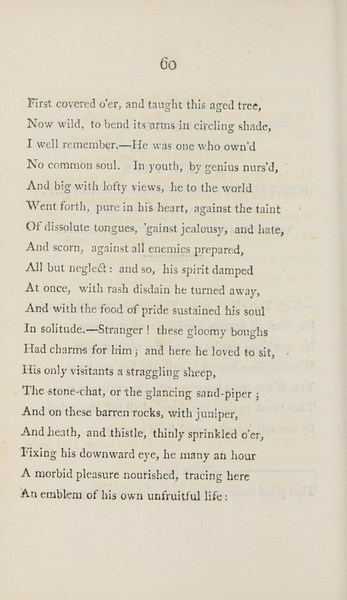 60
First covered o'er, and taught this aged tree,
Now wild, to bend its arms in circling shade,
I well remember.—He was one who own'd
No common soul. In youth, by genius nurs'd,
And big with lofty views, he to the world
Went forth, pure in his heart, against the taint
Of dissolute tongues, 'gainst jealousy, and hate,
And scorn, against all enemies prepared,
All but neglect: and so, his spirit damped
At once, with rash disdain he turned away,
And with the food of pride sustained his soul
In solitude.—Stranger! these gloomy boughs
Had charms for him; and here he loved to sit,
His only visitants a straggling sheep,
The stone-chat, or the glancing sand-piper;
And on these barren rocks, with juniper,
And heath, and thistle, thinly sprinkled o'er,
Fixing his downward eye, he many an hour
A morbid pleasure nourished, tracing here
An emblem of his own unfruitful life: